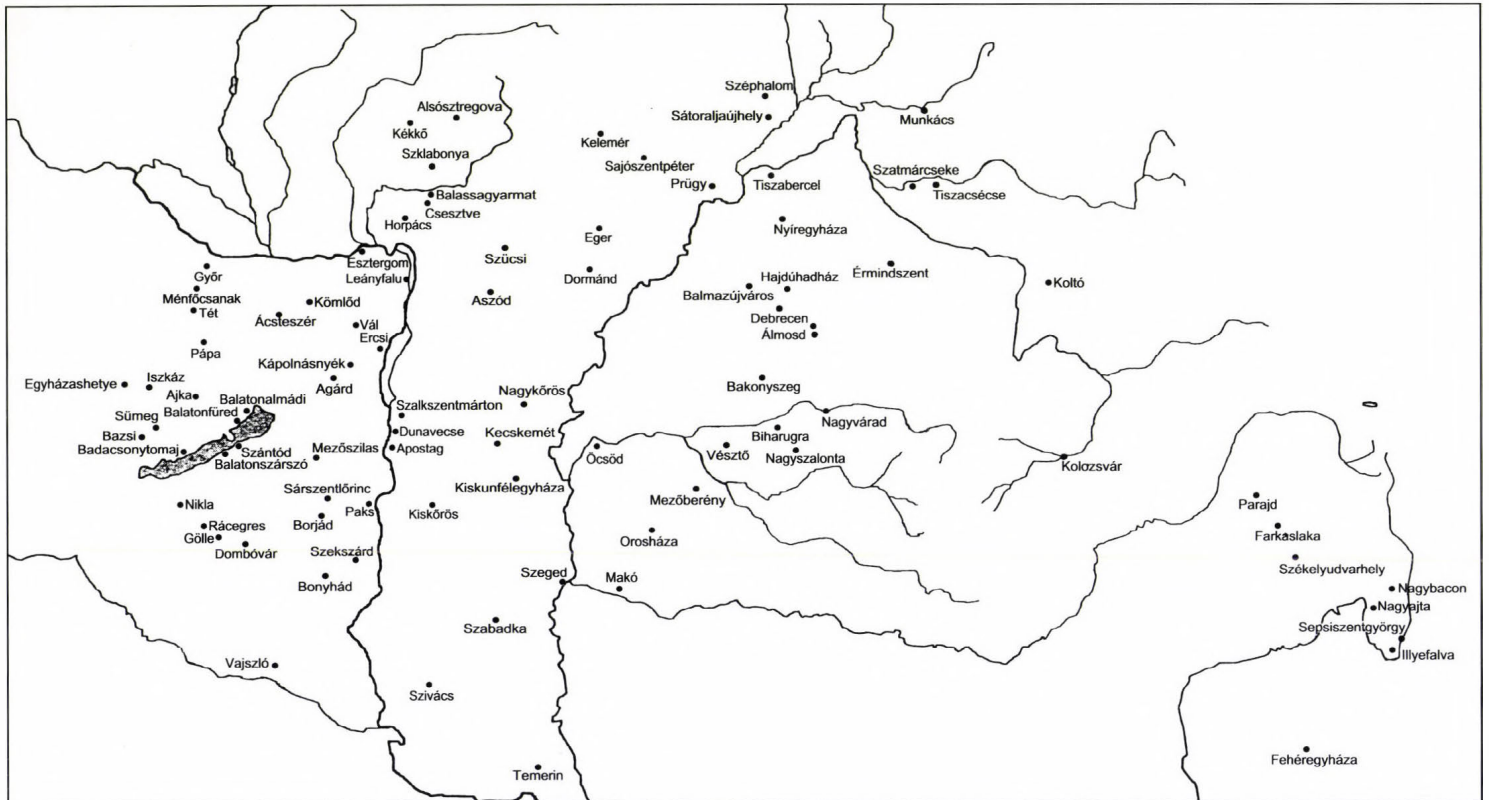 Széphalom
Alsósztregova
Sátoraljaújhely
Munkács
Kékkő
Kelemér
Szklabonya
Sajószentpéter
Szatmárcseke
Prügy
Tiszabercel
Tiszacsécse
Balassagyarmat
Csesztve
Horpács
Nyíregyháza
Eger
Esztergom
Szücsi
Leányfalu
Győr
Dormánd
Hajdúhadház
Érmindszent
Koltó
Ménfőcsanak
Kömlőd
Aszód
Balmazújváros
Tét
Ácsteszér
Vál
Debrecen
Ercsi
Álmosd
Pápa
Kápolnásnyék
Iszkáz
Egyházashetye
Agárd
Bakonyszeg
Ajka
Balatonalmádi
Nagykőrös
Szalkszentmárton
Sümeg
Balatonfüred
Nagyvárad
Dunavecse
Kecskemét
Biharugra
Bazsi
Badacsonytomaj
Szántód
Mezőszilas
Apostag
Öcsöd
Vésztő
Nagyszalonta
Balatonszárszó
Kolozsvár
Sárszentlőrinc
Kiskunfélegyháza
Mezőberény
Nikla
Paks
Kiskőrös
Parajd
Borjád
Rácegres
Gölle
Farkaslaka
Dombóvár
Orosháza
Szekszárd
Székelyudvarhely
Szeged
Makó
Bonyhád
Nagybacon
Nagyajta
Szabadka
Sepsiszentgyörgy
Illyefalva
Vajszló
Szivács
Fehéregyháza
Temerin